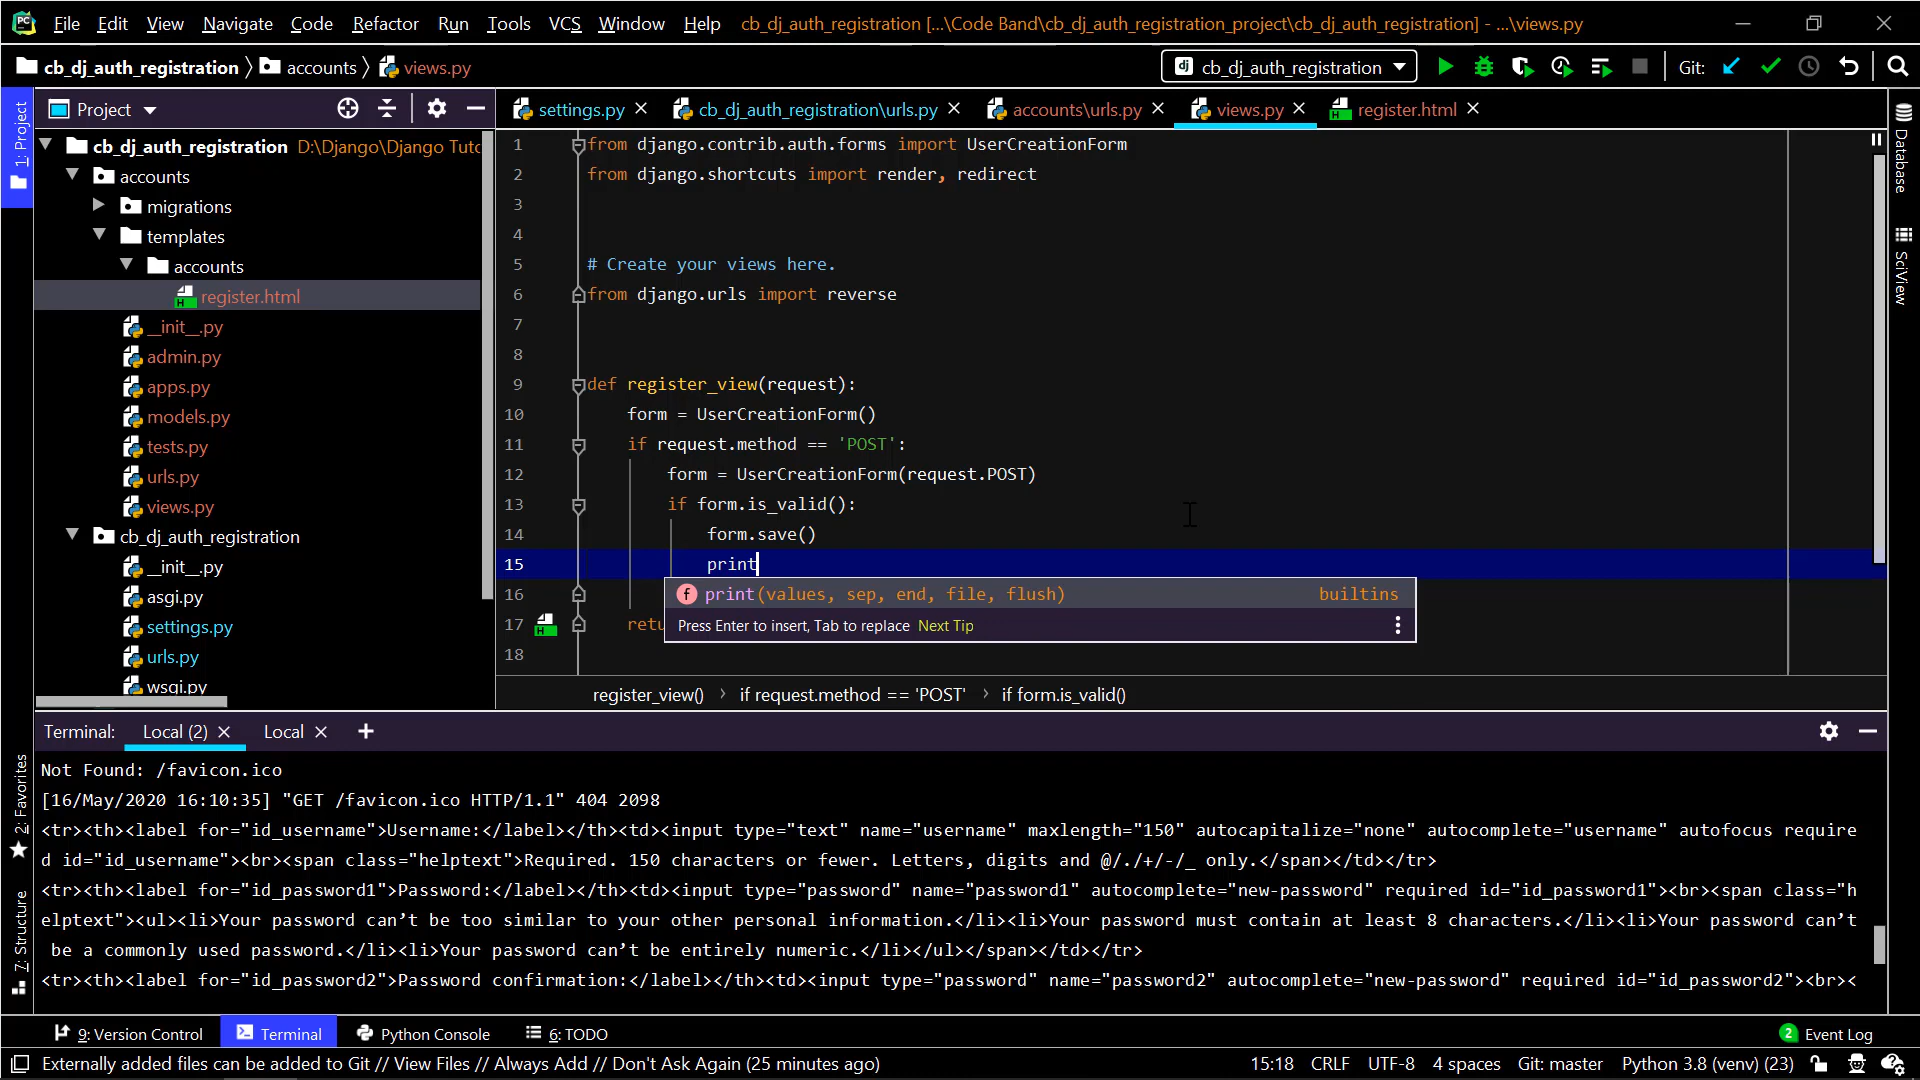 File Edit View Navigate Code Refactor Run Tools VCS Window Help cb_dj_auth_registration [...\Code Band\cb_dj_auth_registration_project\cb_dj_auth_registration] - ...\views.py
cb_dj_auth_registration accounts views.py cb_dj_auth_registration Git:
Project
settings.py cb_dj_auth_registration\urls.py accounts\urls.py views.py register.html
1: Project
cb_dj_auth_registration D:\Django\Django Tuto
accounts
migrations
templates
accounts
register.html
__init__.py
admin.py
apps.py
models.py
tests.py
urls.py
views.py
cb_dj_auth_registration
__init__.py
asgi.py
settings.py
urls.py
wsgi.py
1 from django.contrib.auth.forms import UserCreationForm
2 from django.shortcuts import render, redirect
3
4
5 # Create your views here.
6 from django.urls import reverse
7
8
9 def register_view(request):
10 form = UserCreationForm()
11 if request.method == 'POST':
12 form = UserCreationForm(request.POST)
13 if form.is_valid():
14 form.save()
15 print
16 print(values, sep, end, file, flush) builtins
17 retu Press Enter to insert, Tab to replace Next Tip
18
register_view() if request.method == 'POST' if form.is_valid()
Database
SciView
Terminal: Local (2) Local
Not Found: /favicon.ico
[16/May/2020 16:10:35] "GET /favicon.ico HTTP/1.1" 404 2098
<tr><th><label for="id_username">Username:</label></th><td><input type="text" name="username" maxlength="150" autocapitalize="none" autocomplete="username" autofocus require
d id="id_username"><br><span class="helptext">Required. 150 characters or fewer. Letters, digits and @/./+/-/_ only.</span></td></tr>
<tr><th><label for="id_password1">Password:</label></th><td><input type="password" name="password1" autocomplete="new-password" required id="id_password1"><br><span class="h
elptext"><ul><li>Your password can’t be too similar to your other personal information.</li><li>Your password must contain at least 8 characters.</li><li>Your password can’t
be a commonly used password.</li><li>Your password can’t be entirely numeric.</li></ul></span></td></tr>
<tr><th><label for="id_password2">Password confirmation:</label></th><td><input type="password" name="password2" autocomplete="new-password" required id="id_password2"><br><
2: Favorites
7: Structure
9: Version Control Terminal Python Console 6: TODO 2 Event Log
Externally added files can be added to Git // View Files // Always Add // Don't Ask Again (25 minutes ago) 15:18 CRLF UTF-8 4 spaces Git: master Python 3.8 (venv) (23)